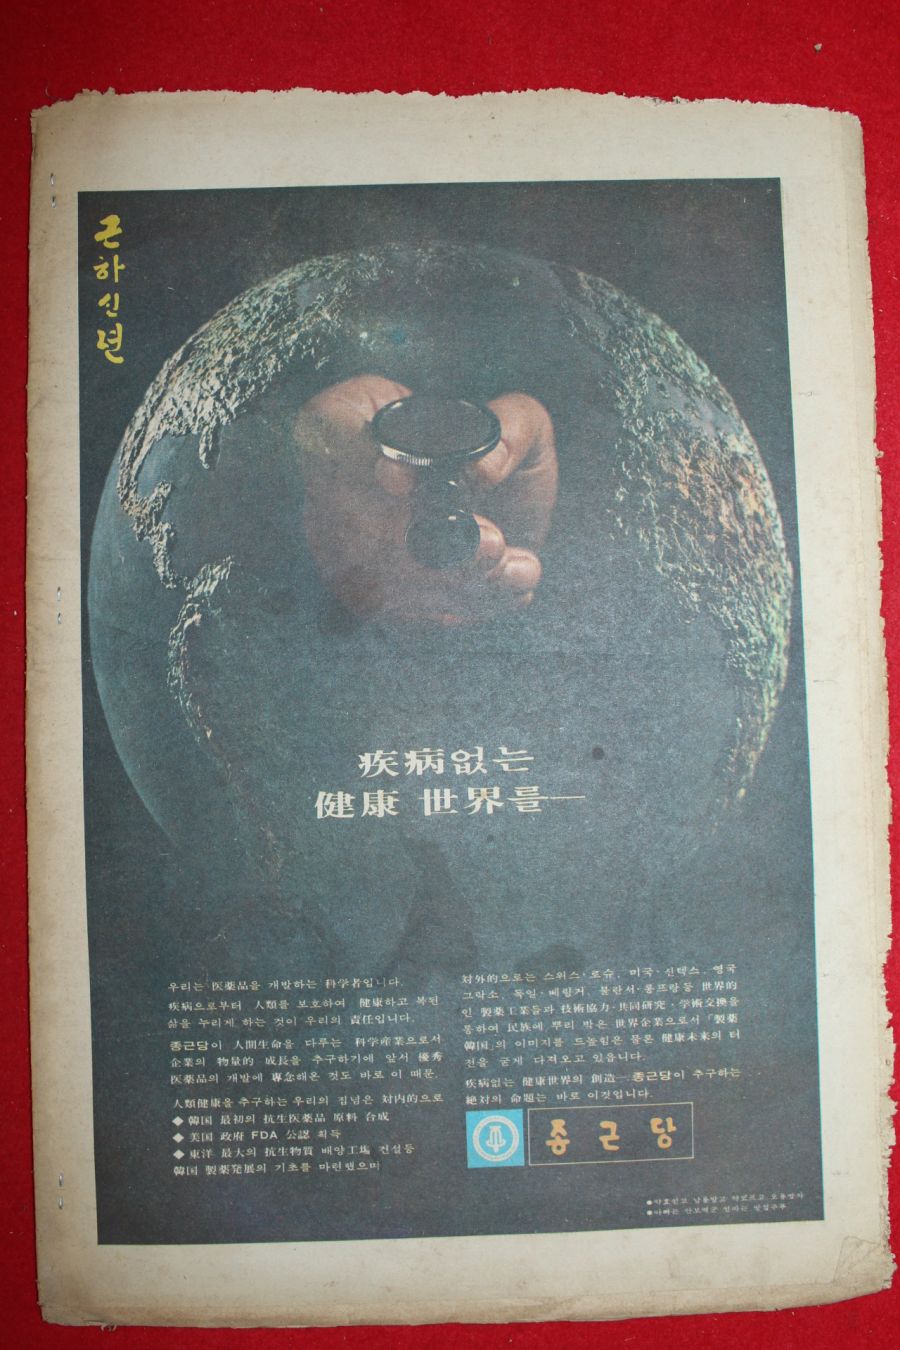 근하신년
疾病없는
健康 世界를—
우리는 医薬品을 개발하는 科学者입니다.
疾病으로부터 人類를 보호하여 健康하고 복된
삶을 누리게 하는 것이 우리의 責任입니다.
종근당이 人間生命을 다루는 科学産業으로서
企業의 物量的 成長을 추구하기에 앞서 優秀
医薬品의 개발에 專念해온 것도 바로 이 때문.
人類健康을 추구하는 우리의 집념은 対内的으로
◆ 韓国 最初의 抗生医薬品 原料 合成
◆ 美国 政府 FDA 公認 획득
◆ 東洋 最大의 抗生物質 배양工場 건설등
韓国 製薬発展의 기초를 마련했으며
対外的으로는 스위스·로슈, 미국·신텍스, 영국
그락소, 독일·베링거, 불란서·롱프랑등 世界的
인 製薬工業들과 技術協力·共同研究·学術交換을
통하여 民族에 뿌리 박은 世界企業으로서 「製薬
韓国」의 이미지를 드높임은 물론 健康未来의 터
전을 굳게 다져오고 있읍니다.
疾病없는 健康世界의 創造—종근당이 추구하는
絶対의 命題는 바로 이것입니다.
종근당